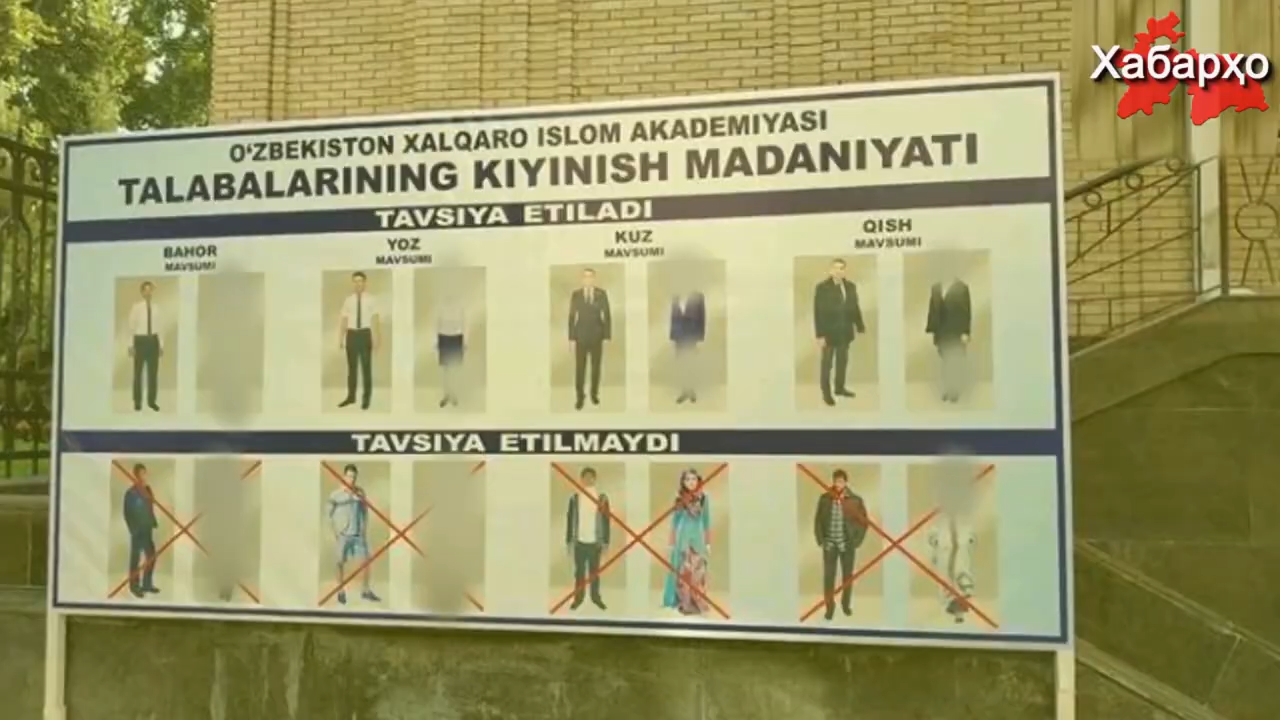 Хабарҳо
O'ZBEKISTON XALQARO ISLOM AKADEMIYASI
TALABALARINING KIYINISH MADANIYATI
TAVSIYA ETILADI
BAHOR
MAVSUMI
YOZ
MAVSUMI
KUZ
MAVSUMI
QISH
MAVSUMI
TAVSIYA ETILMAYDI